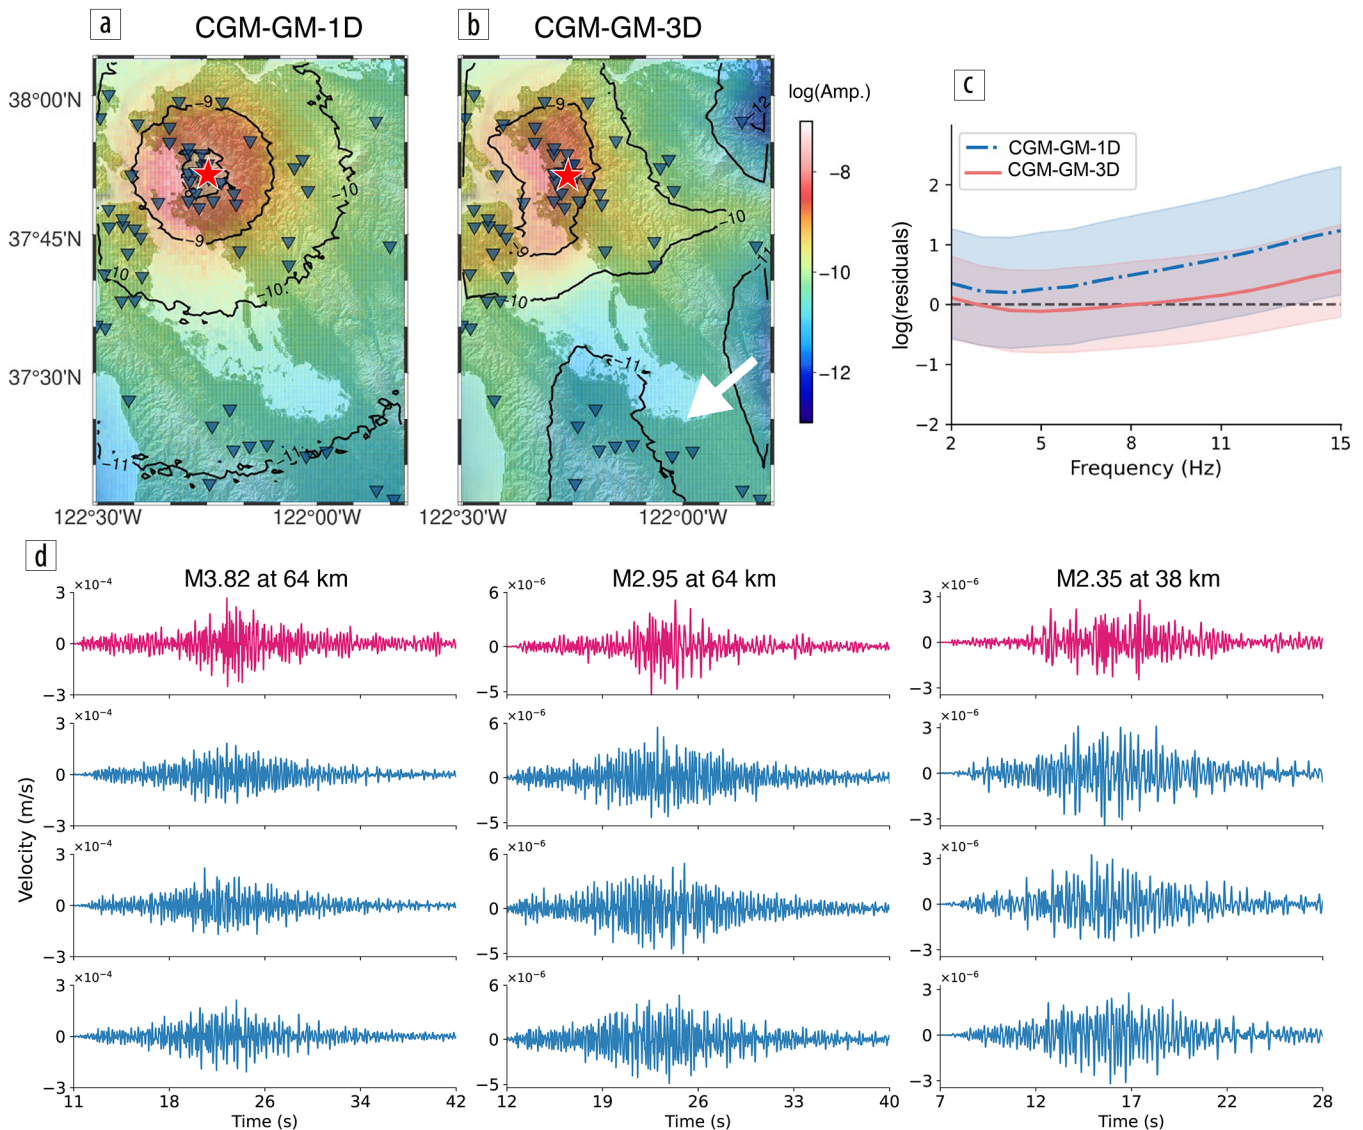 a CGM-GM-1D b CGM-GM-3D c
38°00'N
37°45'N
37°30'N
122°30'W 122°00'W 122°30'W 122°00'W
−9
−9
−10
−10
−10
−11
−11
−9
−9
−10
−10
−11
−11
−12
log(Amp.)
−8
−10
−12
CGM-GM-1D
CGM-GM-3D
log(residuals)
2
1
0
−1
−2
2 5 8 11 15
Frequency (Hz)
d
M3.82 at 64 km M2.95 at 64 km M2.35 at 38 km
×10⁻⁴ ×10⁻⁶ ×10⁻⁶
3 6 3
0 0 0
−3 −5 −3
×10⁻⁴ ×10⁻⁶ ×10⁻⁶
3 6 3
0 0 0
−3 −5 −3
Velocity (m/s)
×10⁻⁴ ×10⁻⁶ ×10⁻⁶
3 6 3
0 0 0
−3 −5 −3
×10⁻⁴ ×10⁻⁶ ×10⁻⁶
3 6 3
0 0 0
−3 −5 −3
11 18 26 34 42 12 19 26 33 40 7 12 17 22 28
Time (s) Time (s) Time (s)